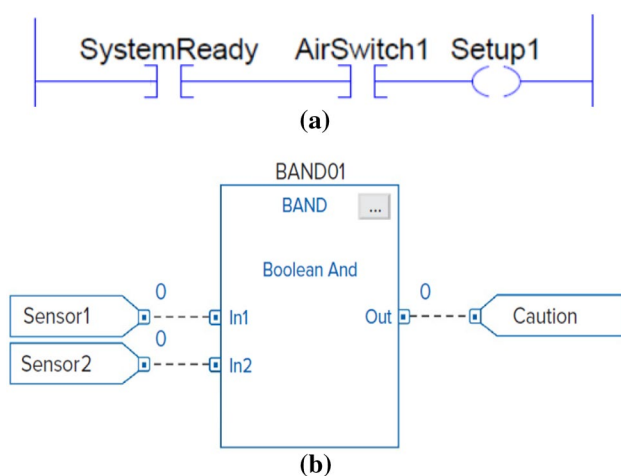 SystemReady AirSwitch1 Setup1
(a)
BAND01
BAND ...
Boolean And
0 0
Sensor1 In1 Out Caution
0
Sensor2 In2
(b)